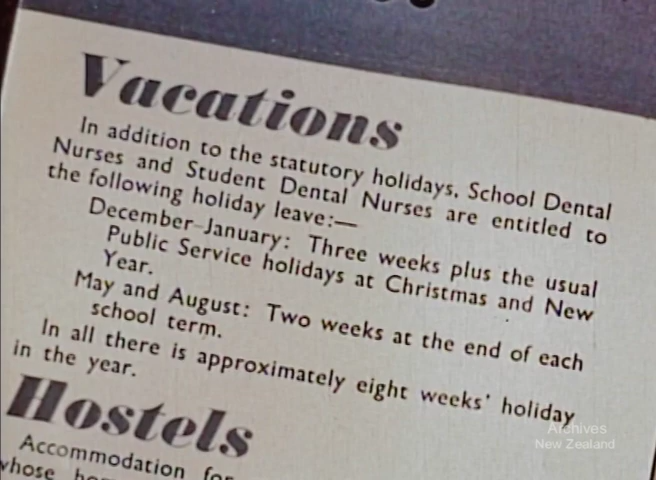 Vacations
In addition to the statutory holidays, School Dental
Nurses and Student Dental Nurses are entitled to
the following holiday leave:—
December-January: Three weeks plus the usual
Public Service holidays at Christmas and New
Year.
May and August: Two weeks at the end of each
school term.
In all there is approximately eight weeks' holiday
in the year.
Hostels
Accommodation for
whose
Archives
New Zealand